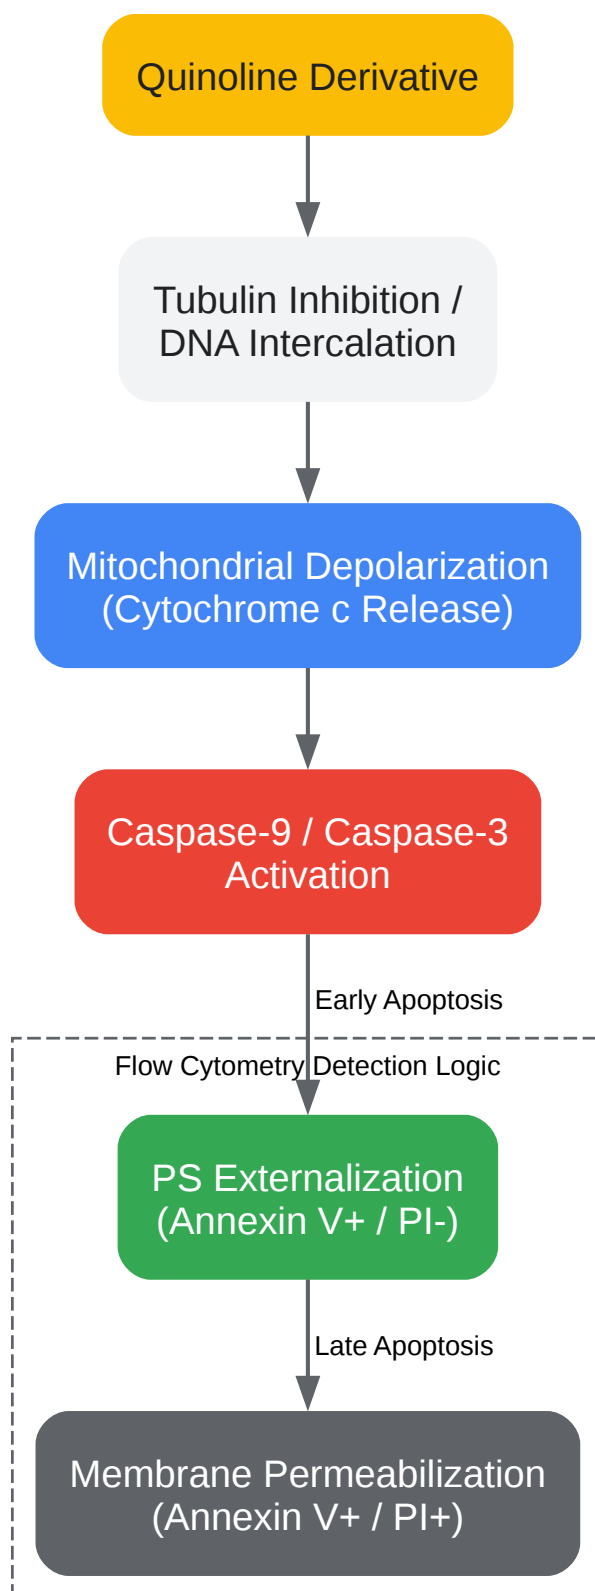 Quinoline Derivative
Tubulin Inhibition /
DNA Intercalation
Mitochondrial Depolarization
(Cytochrome c Release)
Caspase-9 / Caspase-3
Activation
Early Apoptosis
Flow Cytometry Detection Logic
PS Externalization
(Annexin V+ / PI-)
Late Apoptosis
Membrane Permeabilization
(Annexin V+ / PI+)